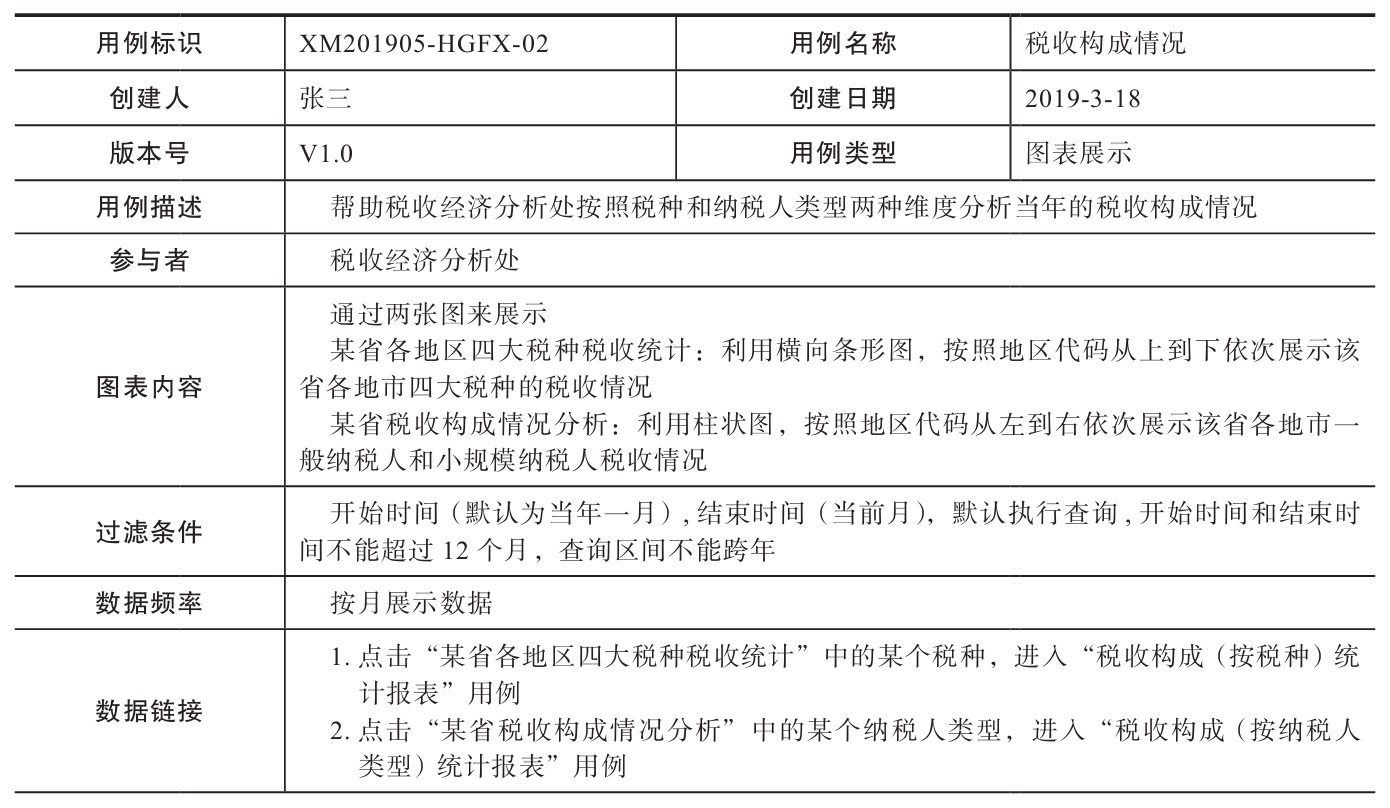 用例标识 XM201905-HGFX-02 用例名称 税收构成情况
创建人 张三 创建日期 2019-3-18
版本号 V1.0 用例类型 图表展示
用例描述 帮助税收经济分析处按照税种和纳税人类型两种维度分析当年的税收构成情况
参与者 税收经济分析处
图表内容
通过两张图来展示
某省各地区四大税种税收统计：利用横向条形图，按照地区代码从上到下依次展示该
省各地市四大税种的税收情况
某省税收构成情况分析：利用柱状图，按照地区代码从左到右依次展示该省各地市一
般纳税人和小规模纳税人税收情况
过滤条件
开始时间（默认为当年一月）,结束时间（当前月），默认执行查询,开始时间和结束时
间不能超过 12 个月，查询区间不能跨年
数据频率 按月展示数据
数据链接
1. 点击“某省各地区四大税种税收统计”中的某个税种，进入“税收构成（按税种）统
计报表”用例
2. 点击“某省税收构成情况分析”中的某个纳税人类型，进入“税收构成（按纳税人
类型）统计报表”用例